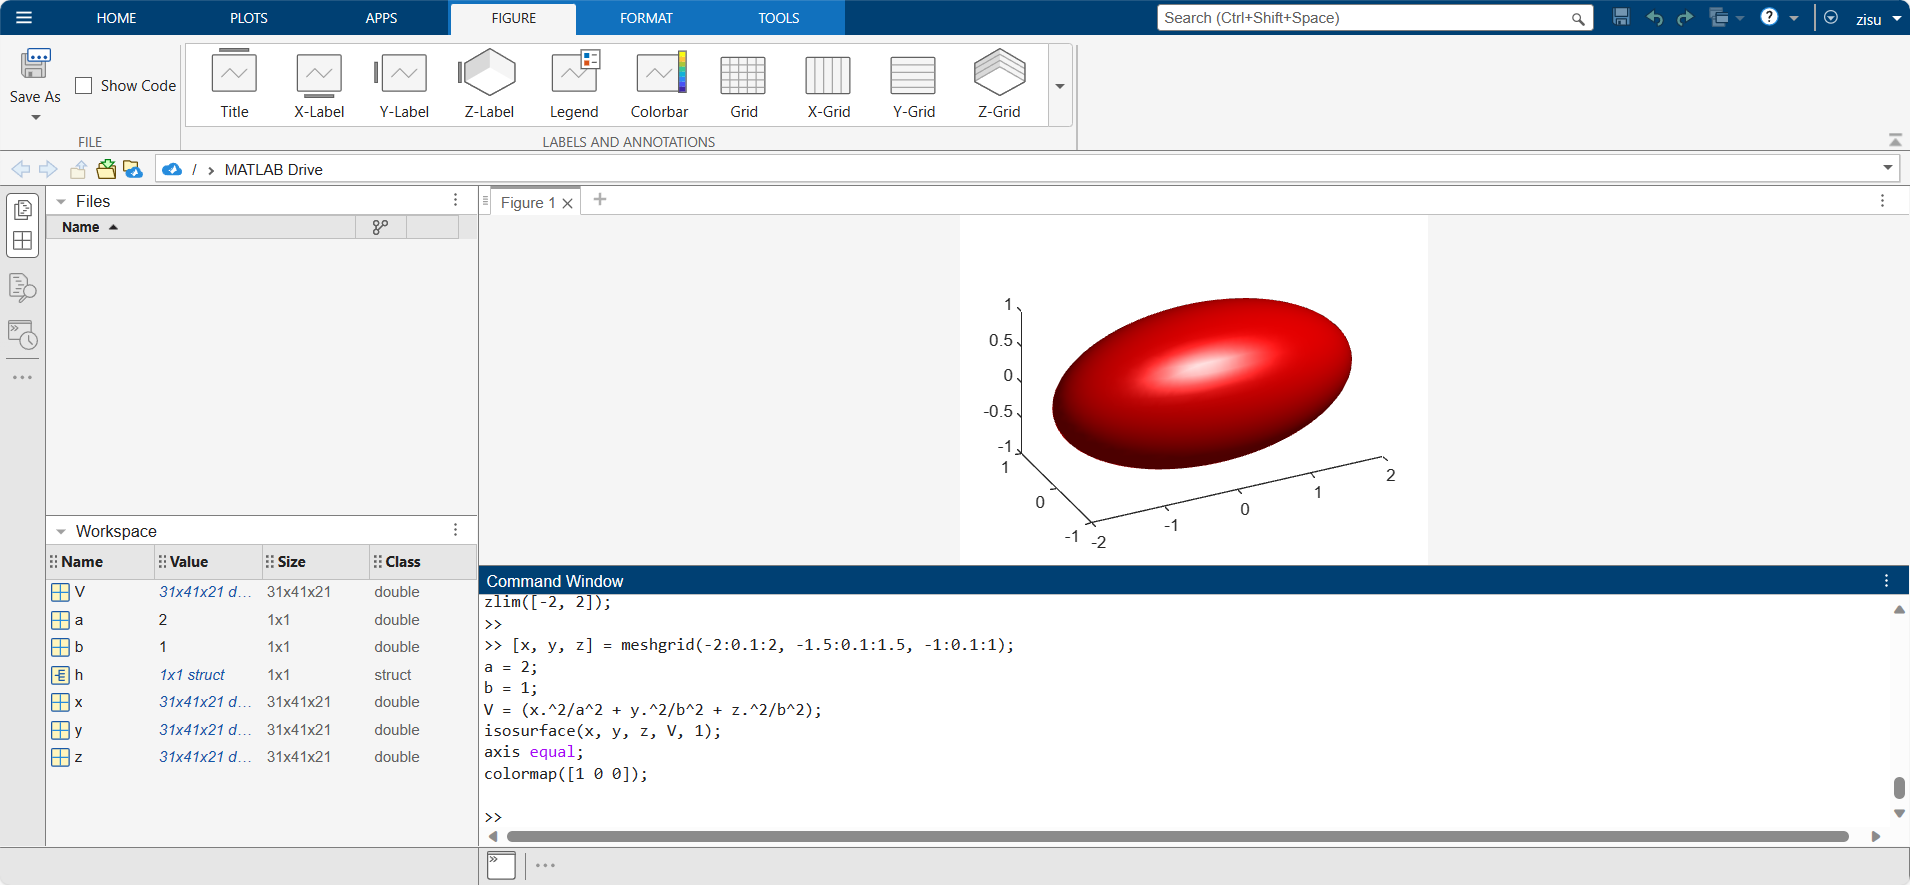 HOME PLOTS APPS FIGURE FORMAT TOOLS Search (Ctrl+Shift+Space) ? zisu
Save As
Show Code
FILE
Title X-Label Y-Label Z-Label Legend Colorbar Grid X-Grid Y-Grid Z-Grid
LABELS AND ANNOTATIONS
/ › MATLAB Drive
Files
Name
Workspace
Name Value Size Class
V 31x41x21 d... 31x41x21 double
a 2 1x1 double
b 1 1x1 double
h 1x1 struct 1x1 struct
x 31x41x21 d... 31x41x21 double
y 31x41x21 d... 31x41x21 double
z 31x41x21 d... 31x41x21 double
Figure 1
1
0.5
0
-0.5
-1
1
0
-1
-2
-1
0
1
2
Command Window
zlim([-2, 2]);
>>
>> [x, y, z] = meshgrid(-2:0.1:2, -1.5:0.1:1.5, -1:0.1:1);
a = 2;
b = 1;
V = (x.^2/a^2 + y.^2/b^2 + z.^2/b^2);
isosurface(x, y, z, V, 1);
axis equal;
colormap([1 0 0]);
>>